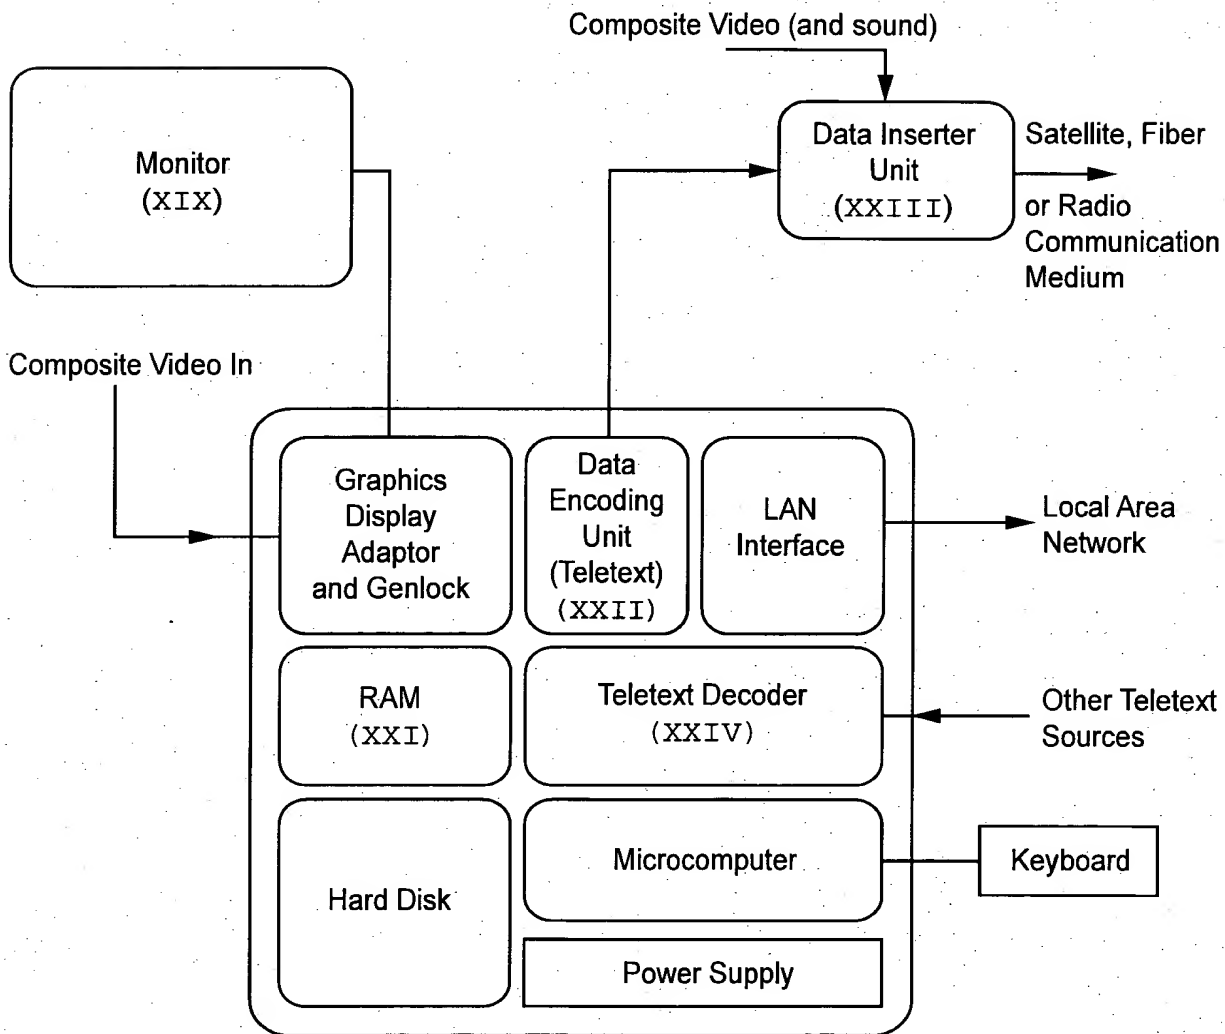 Composite Video (and sound)
Monitor
(XIX)
Data Inserter
Unit
(XXIII)
Satellite, Fiber
or Radio
Communication
Medium
Composite Video In
Graphics
Display
Adaptor
and Genlock
Data
Encoding
Unit
(Teletext)
(XXII)
LAN
Interface
Local Area
Network
RAM
(XXI)
Teletext Decoder
(XXIV)
Other Teletext
Sources
Hard Disk
Microcomputer
Keyboard
Power Supply